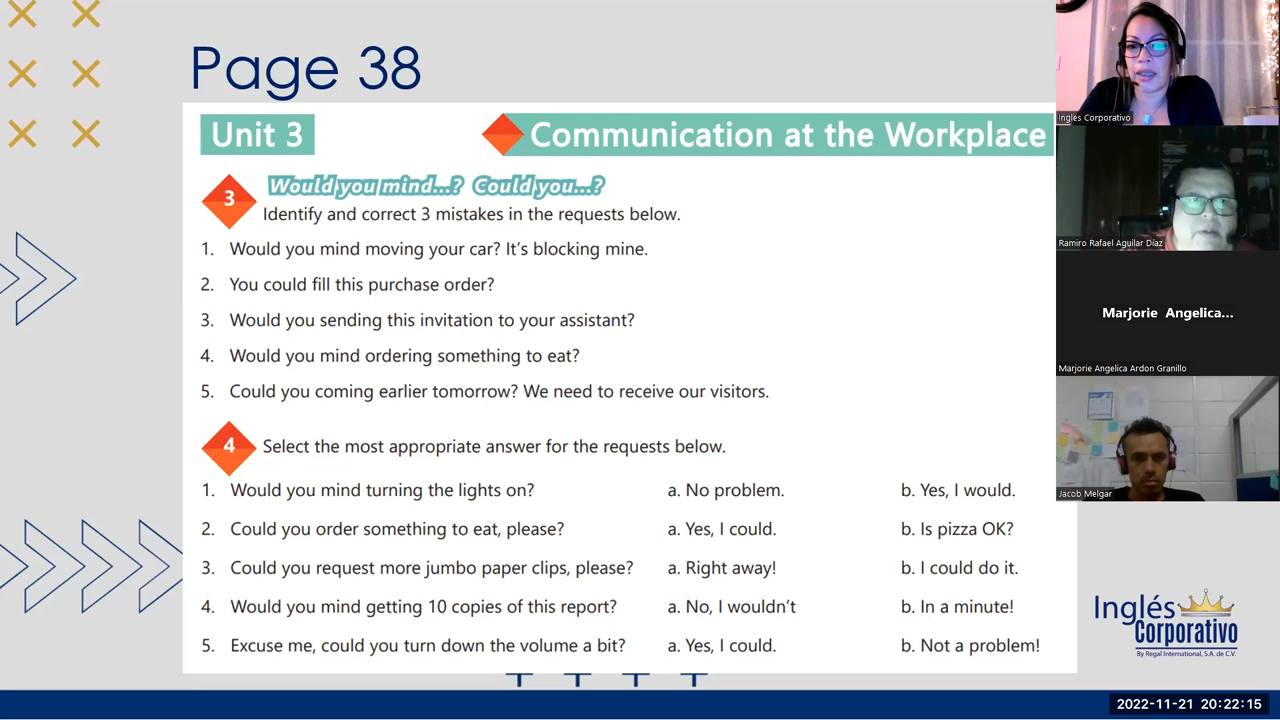 Page 38
Unit 3
Communication at the Workplace
3
Would you mind...? Could you...?
Identify and correct 3 mistakes in the requests below.
1. Would you mind moving your car? It's blocking mine.
2. You could fill this purchase order?
3. Would you sending this invitation to your assistant?
4. Would you mind ordering something to eat?
5. Could you coming earlier tomorrow? We need to receive our visitors.
4
Select the most appropriate answer for the requests below.
1. Would you mind turning the lights on? a. No problem. b. Yes, I would.
2. Could you order something to eat, please? a. Yes, I could. b. Is pizza OK?
3. Could you request more jumbo paper clips, please? a. Right away! b. I could do it.
4. Would you mind getting 10 copies of this report? a. No, I wouldn't b. In a minute!
5. Excuse me, could you turn down the volume a bit? a. Yes, I could. b. Not a problem!
Inglés Corporativo
Ramiro Rafael Aguilar Díaz
Marjorie Angelica...
Marjorie Angelica Ardon Granillo
Jacob Melgar
Inglés
Corporativo
By Regal International, S.A. de C.V.
2022-11-21 20:22:15